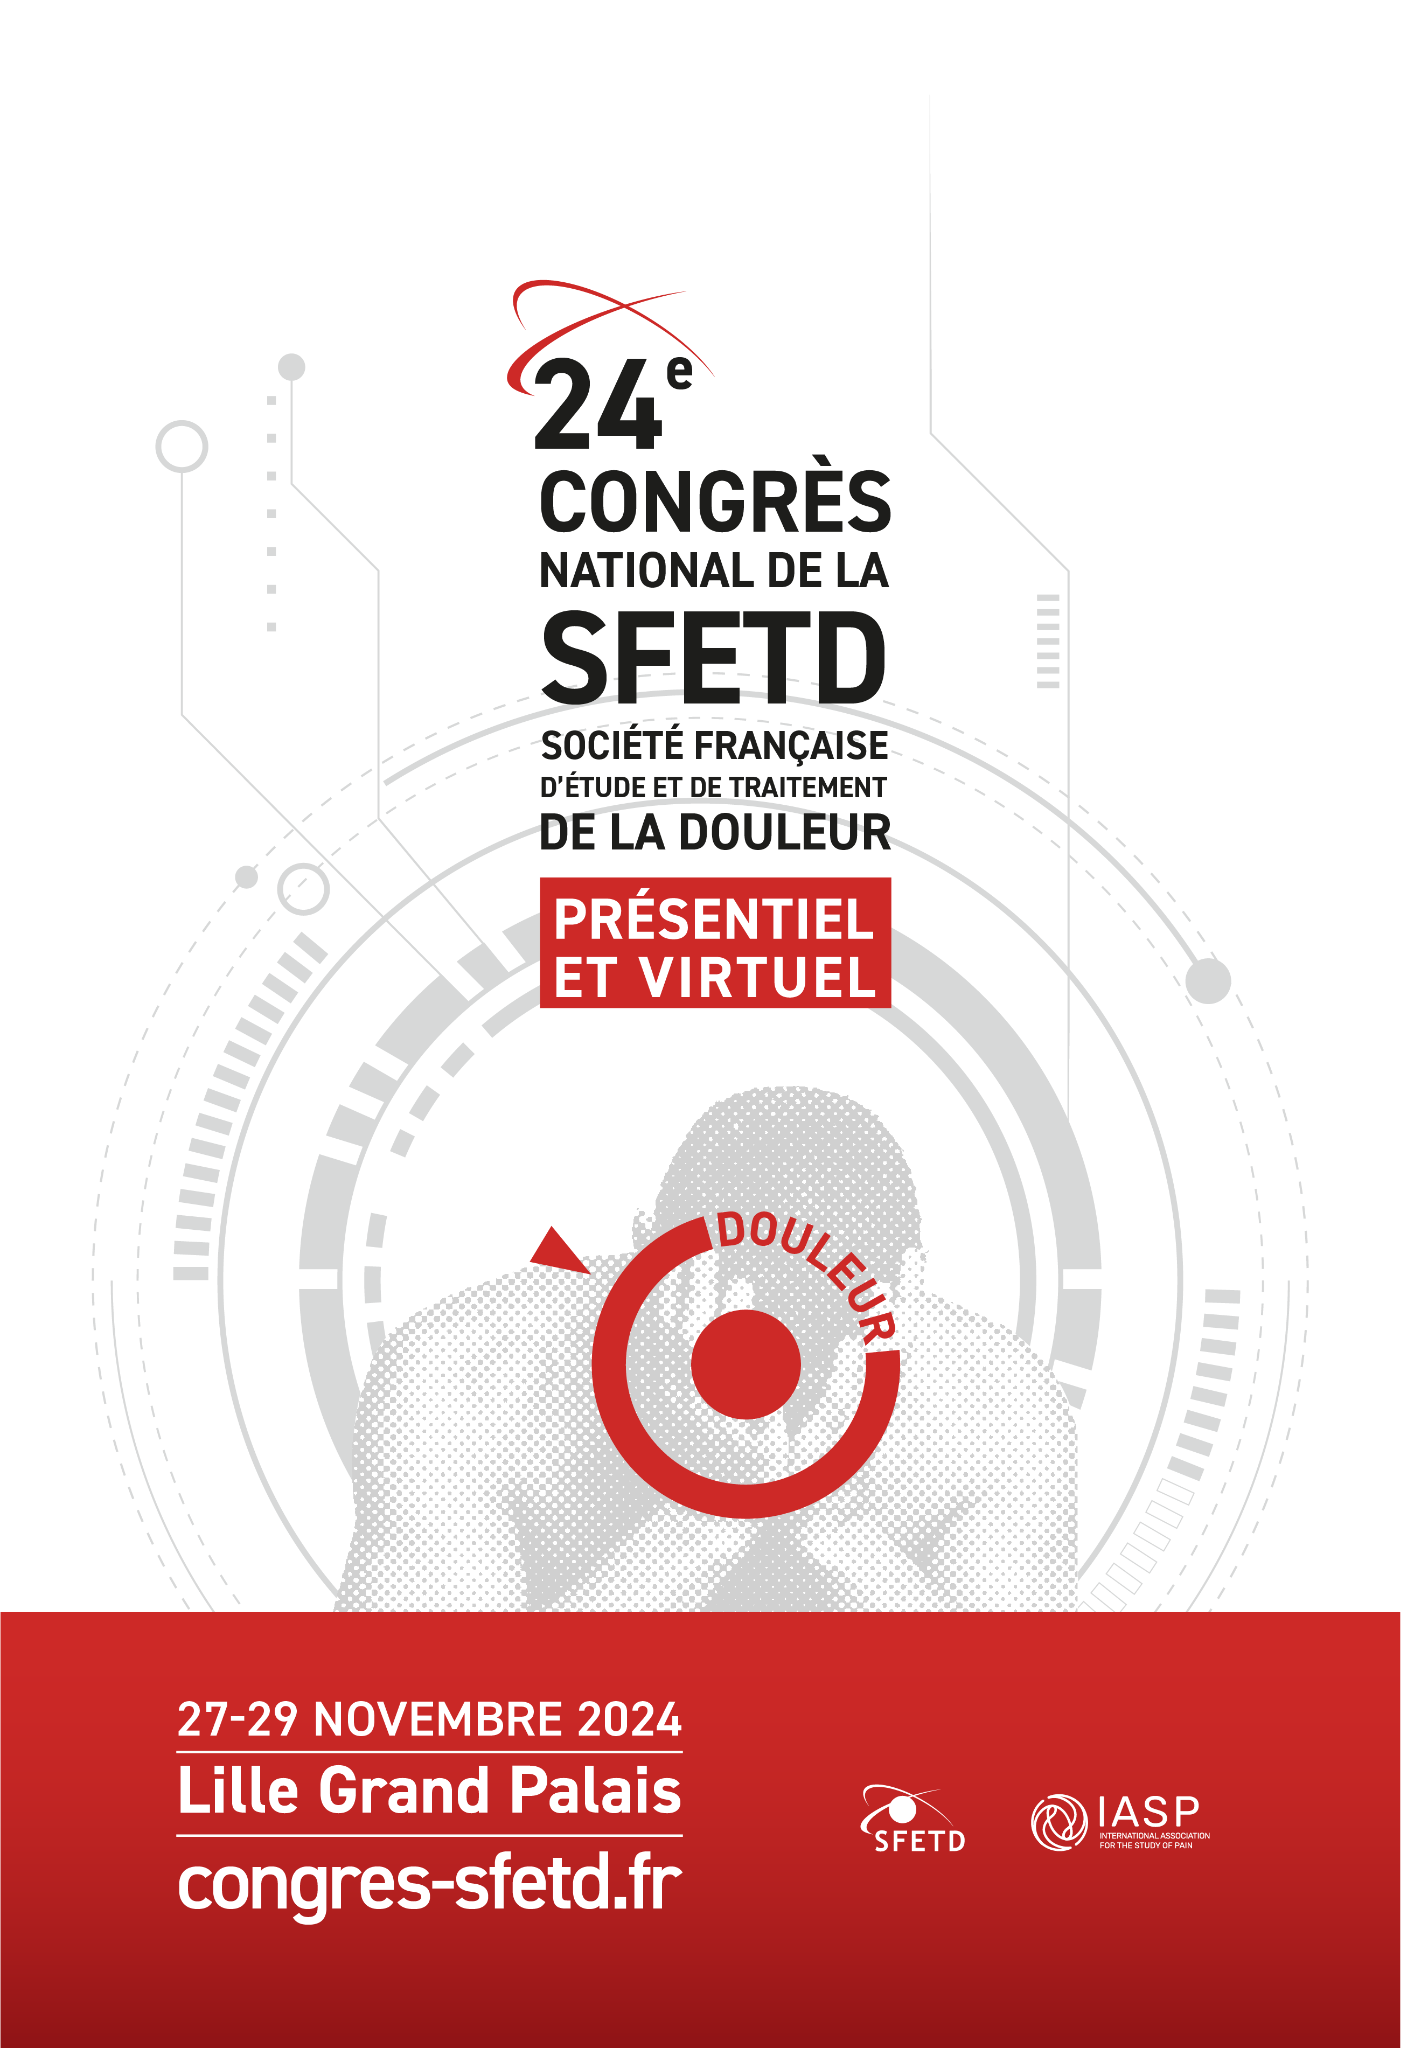 24e
CONGRÈS
NATIONAL DE LA
SFETD
SOCIÉTÉ FRANÇAISE
D'ÉTUDE ET DE TRAITEMENT
DE LA DOULEUR
PRÉSENTIEL
ET VIRTUEL
DOULEUR
27-29 NOVEMBRE 2024
Lille Grand Palais
congres-sfetd.fr
SFETD
IASP
INTERNATIONAL ASSOCIATION
FOR THE STUDY OF PAIN